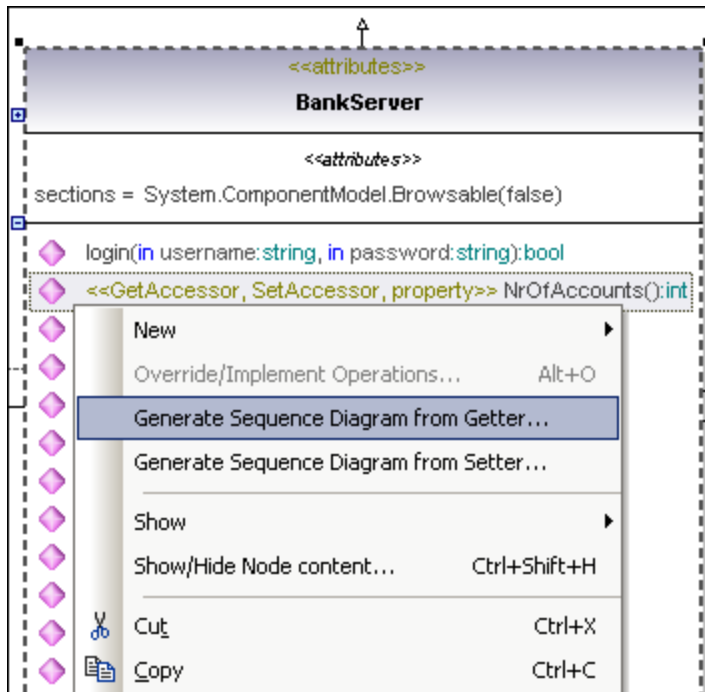 <<attributes>>
BankServer
<<attributes>>
sections = System.ComponentModel.Browsable(false)
login(in username:string, in password:string):bool
<<GetAccessor, SetAccessor, property>> NrOfAccounts():int
New
Override/Implement Operations... Alt+O
Generate Sequence Diagram from Getter...
Generate Sequence Diagram from Setter...
Show
Show/Hide Node content... Ctrl+Shift+H
Cut Ctrl+X
Copy Ctrl+C